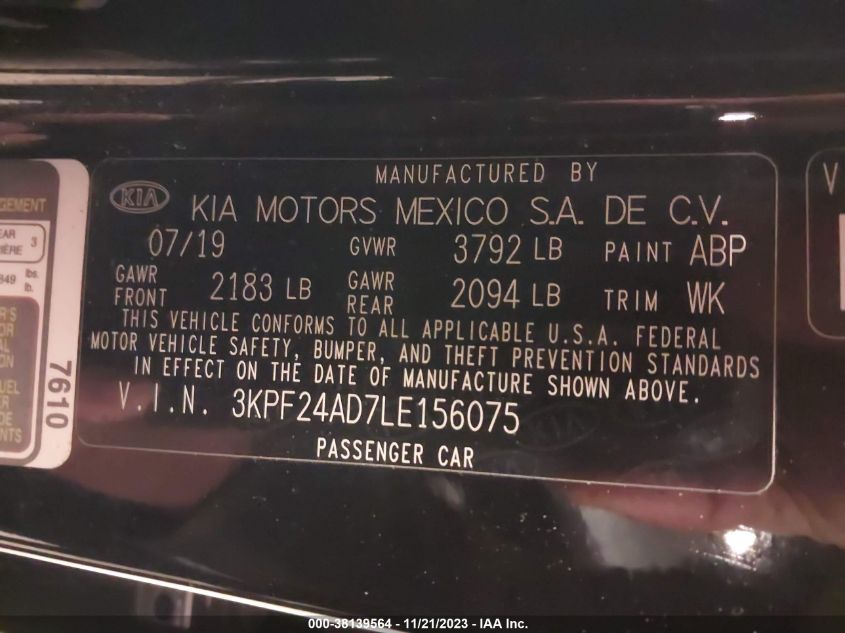 MANUFACTURED BY
KIA
KIA MOTORS MEXICO S.A. DE C.V.
07/19 GVWR 3792 LB PAINT ABP
GAWR FRONT 2183 LB GAWR REAR 2094 LB TRIM WK
THIS VEHICLE CONFORMS TO ALL APPLICABLE U.S.A. FEDERAL
MOTOR VEHICLE SAFETY, BUMPER, AND THEFT PREVENTION STANDARDS
IN EFFECT ON THE DATE OF MANUFACTURE SHOWN ABOVE.
V.I.N. 3KPF24AD7LE156075
PASSENGER CAR
3
lbs.
lb.
7610
V
000-38139564 - 11/21/2023 - IAA Inc.